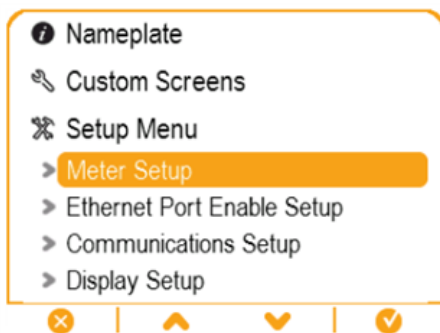 Nameplate
Custom Screens
Setup Menu
Meter Setup
Ethernet Port Enable Setup
Communications Setup
Display Setup